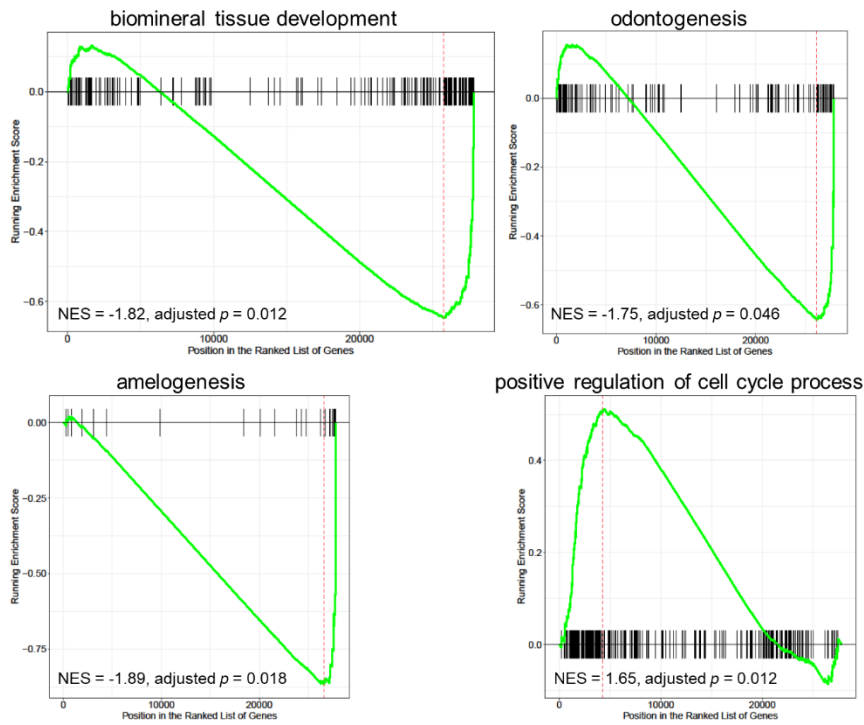 biomineral tissue development
0.0
−0.2
−0.4
−0.6
Running Enrichment Score
NES = -1.82, adjusted p = 0.012
0
10000
20000
Position in the Ranked List of Genes
odontogenesis
0.0
−0.2
−0.4
−0.6
Running Enrichment Score
NES = -1.75, adjusted p = 0.046
0
10000
20000
Position in the Ranked List of Genes
amelogenesis
0.00
−0.25
−0.50
−0.75
Running Enrichment Score
NES = -1.89, adjusted p = 0.018
0
10000
20000
Position in the Ranked List of Genes
positive regulation of cell cycle process
0.4
0.2
0.0
Running Enrichment Score
NES = 1.65, adjusted p = 0.012
0
10000
20000
Position in the Ranked List of Genes